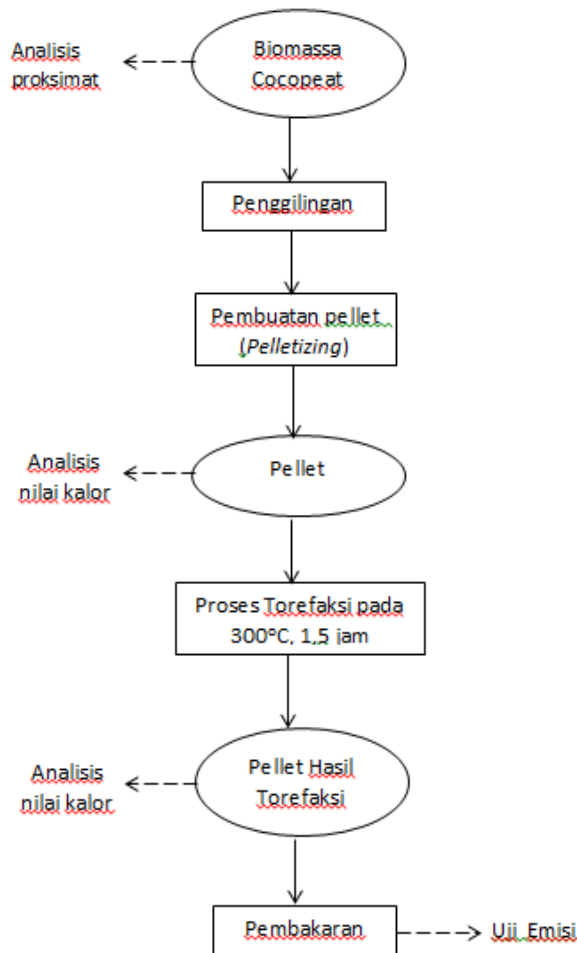 Analisis
proksimat
Biomassa
Cocopeat
Penggilingan
Pembuatan pellet
(Pelletizing)
Analisis
nilai kalor
Pellet
Proses Torefaksi pada
300°C, 1,5 jam
Analisis
nilai kalor
Pellet Hasil
Torefaksi
Pembakaran
Uji Emisi